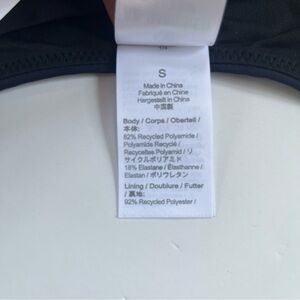 S
Made in China
Fabriqué en Chine
Hergestellt in China
中国製
Body / Corps / Oberteil /
本体:
82% Recycled Polyamide /
Polyamide Recyclé /
Recyceltes Polyamid / リ
サイクルポリアミド
18% Elastane / Élasthanne /
Elastan / ポリウレタン
Lining / Doublure / Futter
/ 裏地:
92% Recycled Polyester /